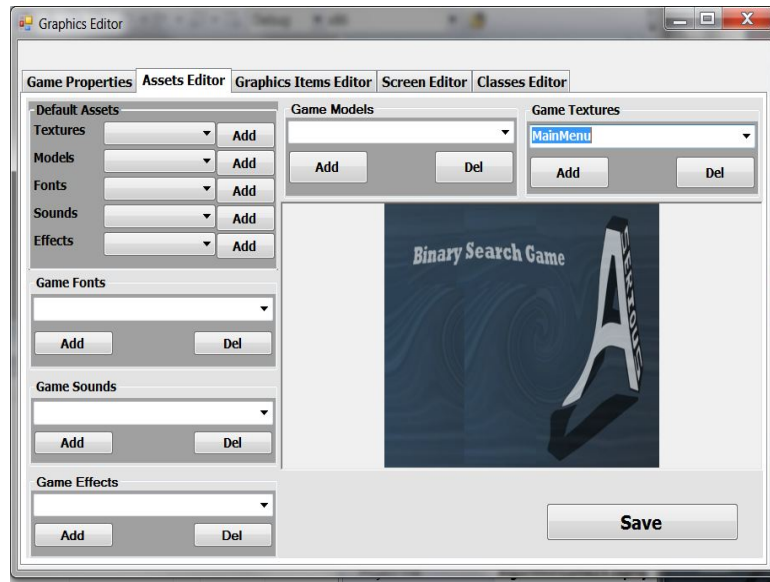 Graphics Editor
Game Properties
Assets Editor
Graphics Items Editor
Screen Editor
Classes Editor
Default Assets
Textures Add
Models Add
Fonts Add
Sounds Add
Effects Add
Game Models
Add Del
Game Textures
MainMenu
Add Del
Game Fonts
Add Del
Game Sounds
Add Del
Game Effects
Add Del
Binary Search Game
A
Save